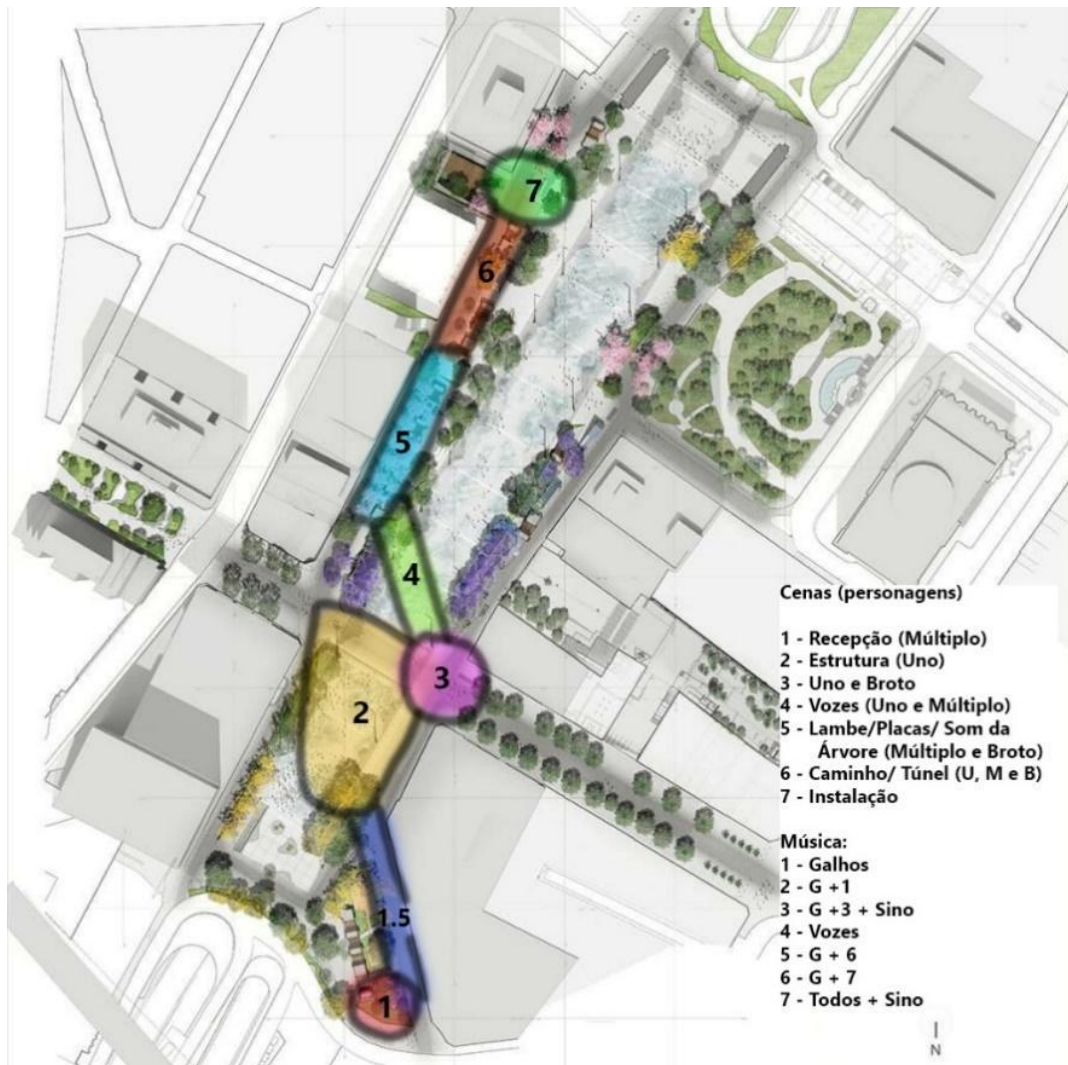 7
6
5
4
3
2
1.5
1
Cenas (personagens)
1 - Recepção (Múltiplo)
2 - Estrutura (Uno)
3 - Uno e Broto
4 - Vozes (Uno e Múltiplo)
5 - Lambe/Placas/ Som da
Árvore (Múltiplo e Broto)
6 - Caminho/ Túnel (U, M e B)
7 - Instalação
Música:
1 - Galhos
2 - G +1
3 - G +3 + Sino
4 - Vozes
5 - G + 6
6 - G + 7
7 - Todos + Sino
N